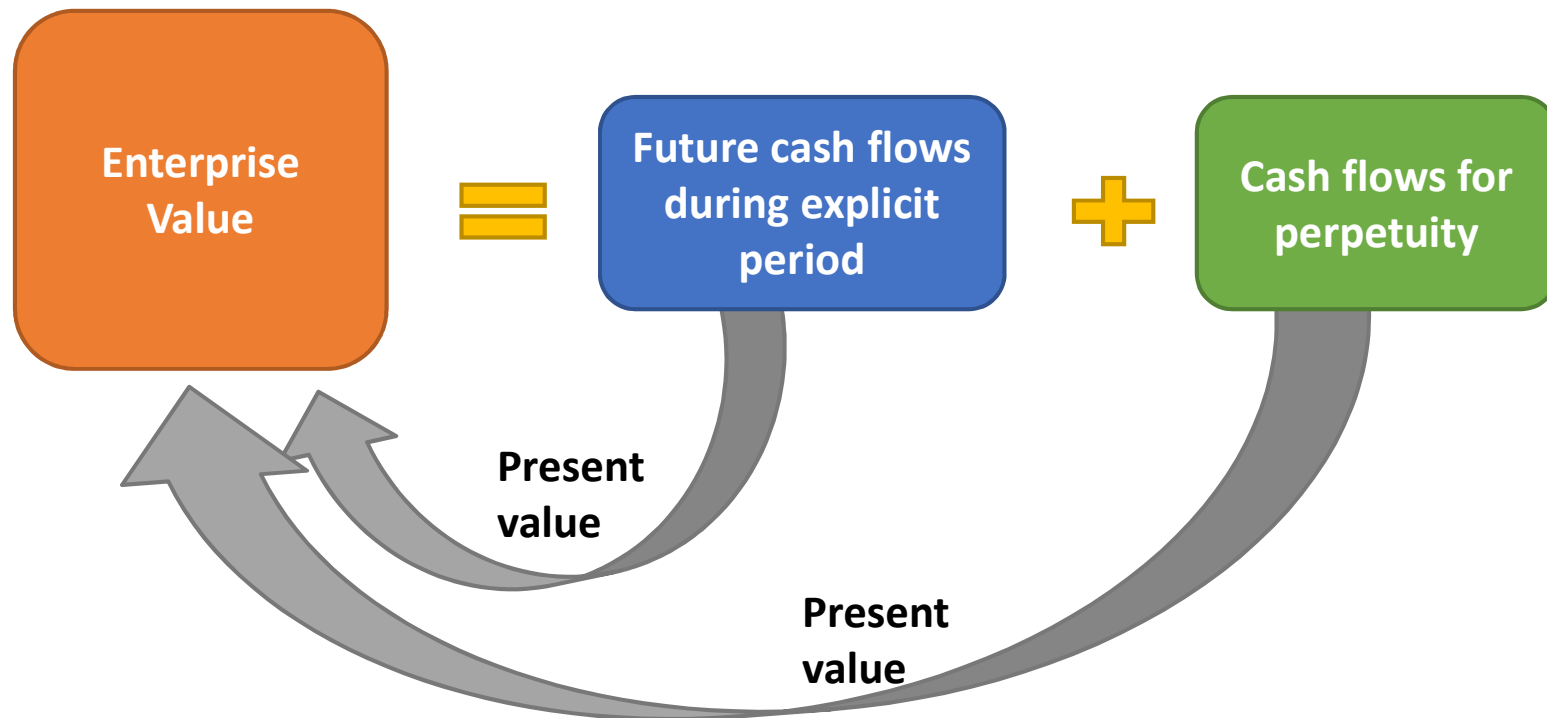 Enterprise
Value
Future cash flows
during explicit
period
Cash flows for
perpetuity
Present
value
Present
value